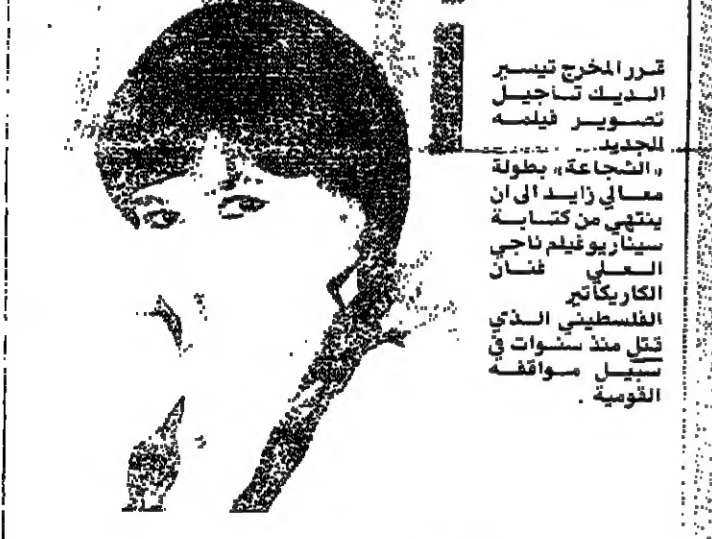 قرر المخرج تيسير
الديك تأجيل
تصوير فيلمه
الجديد
«الشجاعة» بطولة
معالي زايد الى ان
ينتهي من كتابة
سيناريو فيلم ناجي
العلي فنان
الكاريكاتير
الفلسطيني الذي
قتل منذ سنوات في
سبيل مواقفه
القومية .